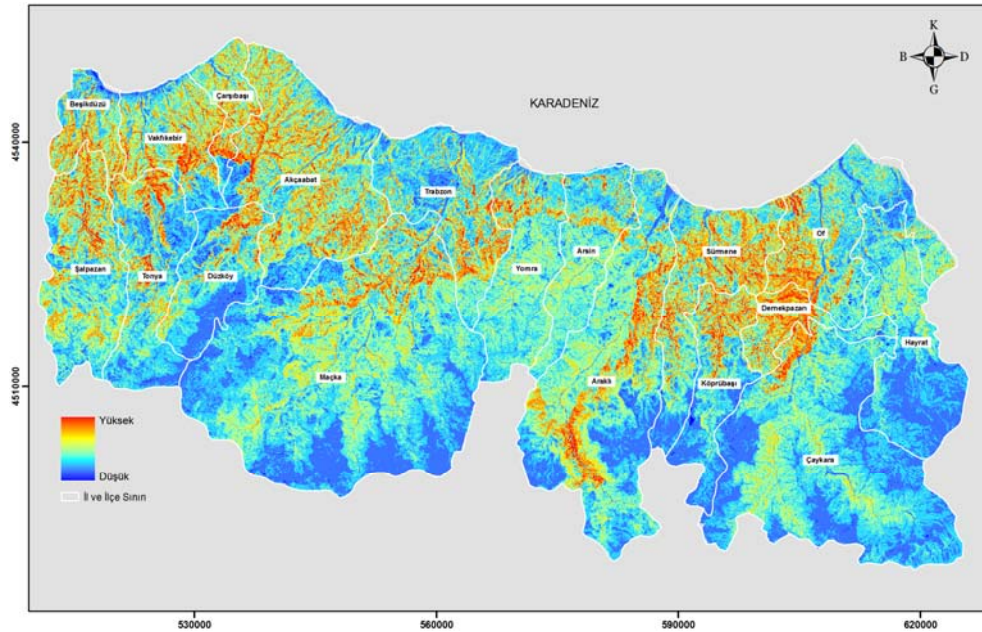 K
B D
G
KARADENİZ
Beşikdüzü
Çarşıbaşı
Vakfıkebir
Akçaabat
Trabzon
Şalpazarı
Tonya
Düzköy
Yomra
Arsin
Sürmene
Of
Dernekpazarı
Hayrat
Maçka
Araklı
Köprübaşı
Çaykara
Yüksek
Düşük
İl ve İlçe Sınırı
4540000
4510000
530000
560000
590000
620000